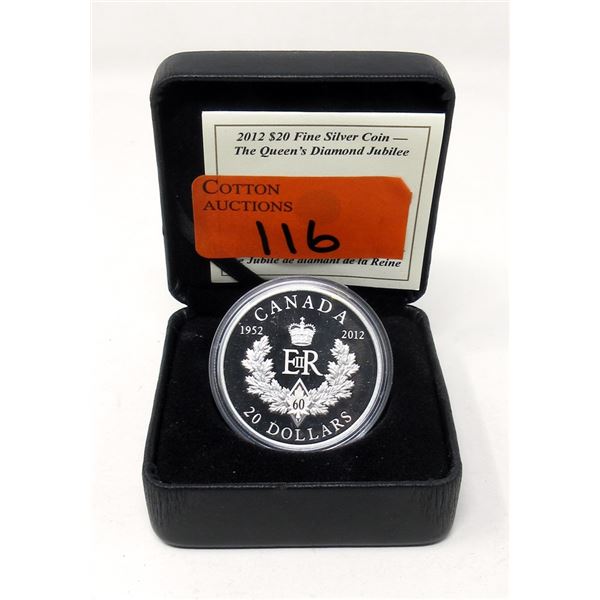 2012 $20 Fine Silver Coin —
The Queen's Diamond Jubilee
COTTON
AUCTIONS
116
Jubilé de diamant de la Reine
CANADA
1952 2012
EIIR
60
20 DOLLARS